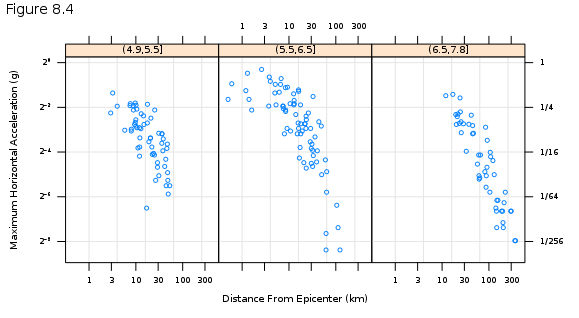 Figure 8.4
1 3 10 30 100 300
(4.9,5.5] (5.5,6.5] (6.5,7.8]
2^0 1
2^−2 1/4
2^−4 1/16
2^−6 1/64
2^−8 1/256
Maximum Horizontal Acceleration (g)
1 3 10 30 100 300 1 3 10 30 100 300
Distance From Epicenter (km)